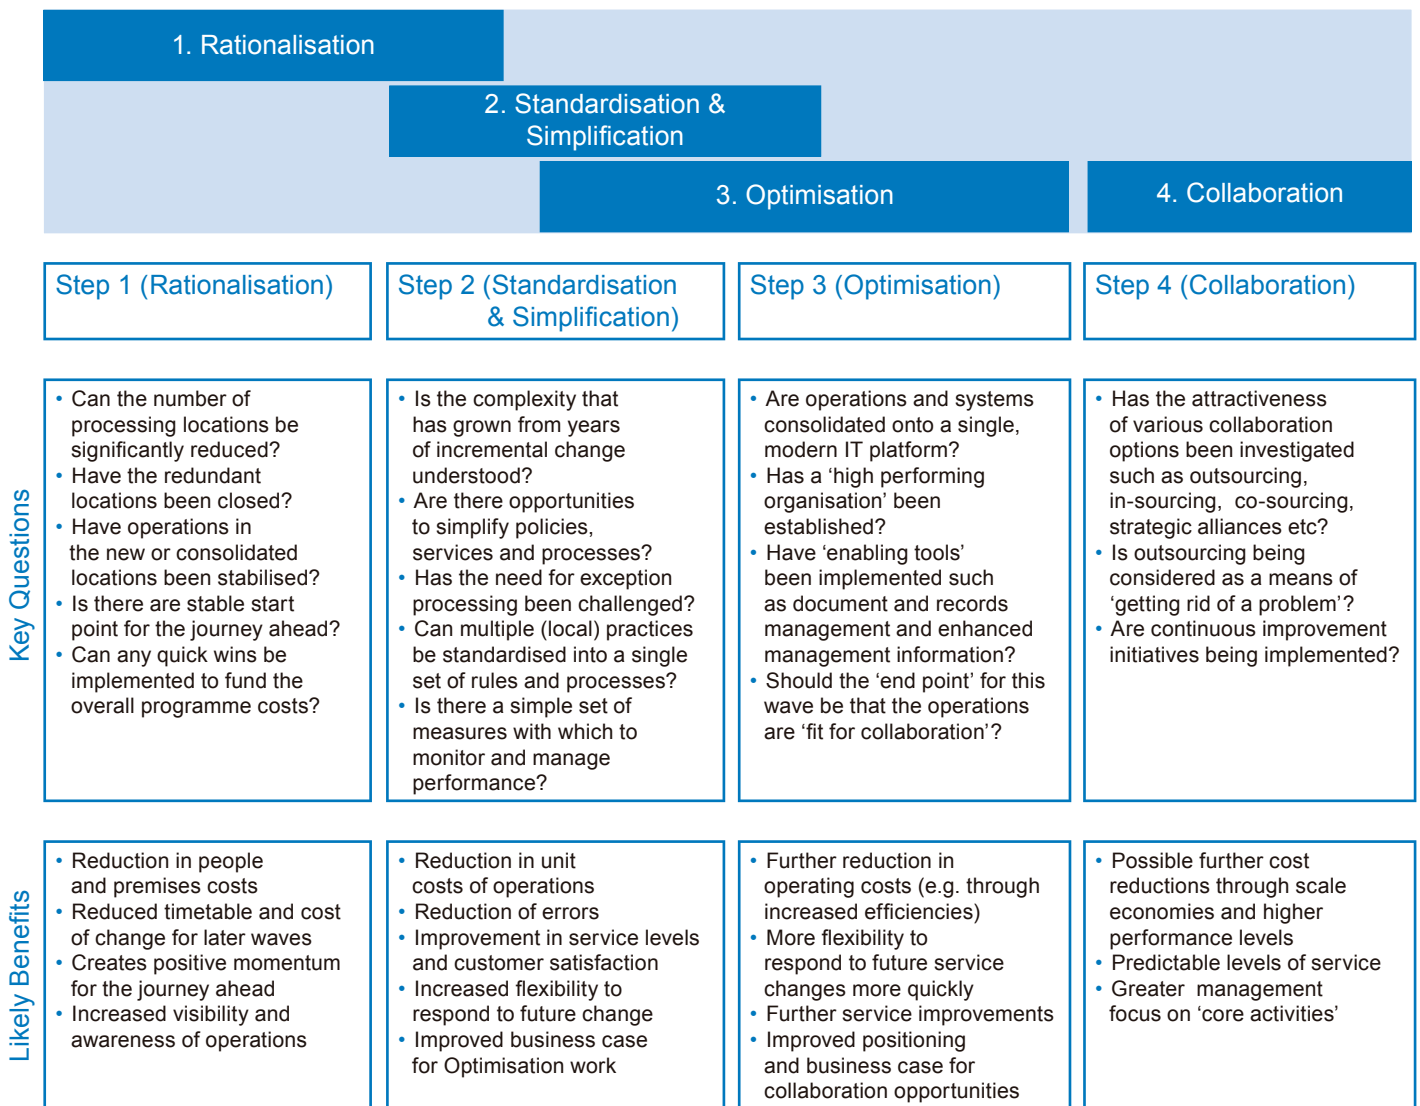 1. Rationalisation
2. Standardisation &
Simplification
3. Optimisation
4. Collaboration
Step 1 (Rationalisation)
Step 2 (Standardisation
& Simplification)
Step 3 (Optimisation)
Step 4 (Collaboration)
Key Questions
• Can the number of
processing locations be
significantly reduced?
• Have the redundant
locations been closed?
• Have operations in
the new or consolidated
locations been stabilised?
• Is there are stable start
point for the journey ahead?
• Can any quick wins be
implemented to fund the
overall programme costs?
• Is the complexity that
has grown from years
of incremental change
understood?
• Are there opportunities
to simplify policies,
services and processes?
• Has the need for exception
processing been challenged?
• Can multiple (local) practices
be standardised into a single
set of rules and processes?
• Is there a simple set of
measures with which to
monitor and manage
performance?
• Are operations and systems
consolidated onto a single,
modern IT platform?
• Has a ‘high performing
organisation’ been
established?
• Have ‘enabling tools’
been implemented such
as document and records
management and enhanced
management information?
• Should the ‘end point’ for this
wave be that the operations
are ‘fit for collaboration’?
• Has the attractiveness
of various collaboration
options been investigated
such as outsourcing,
in-sourcing, co-sourcing,
strategic alliances etc?
• Is outsourcing being
considered as a means of
‘getting rid of a problem’?
• Are continuous improvement
initiatives being implemented?
Likely Benefits
• Reduction in people
and premises costs
• Reduced timetable and cost
of change for later waves
• Creates positive momentum
for the journey ahead
• Increased visibility and
awareness of operations
• Reduction in unit
costs of operations
• Reduction of errors
• Improvement in service levels
and customer satisfaction
• Increased flexibility to
respond to future change
• Improved business case
for Optimisation work
• Further reduction in
operating costs (e.g. through
increased efficiencies)
• More flexibility to
respond to future service
changes more quickly
• Further service improvements
• Improved positioning
and business case for
collaboration opportunities
• Possible further cost
reductions through scale
economies and higher
performance levels
• Predictable levels of service
• Greater management
focus on ‘core activities’